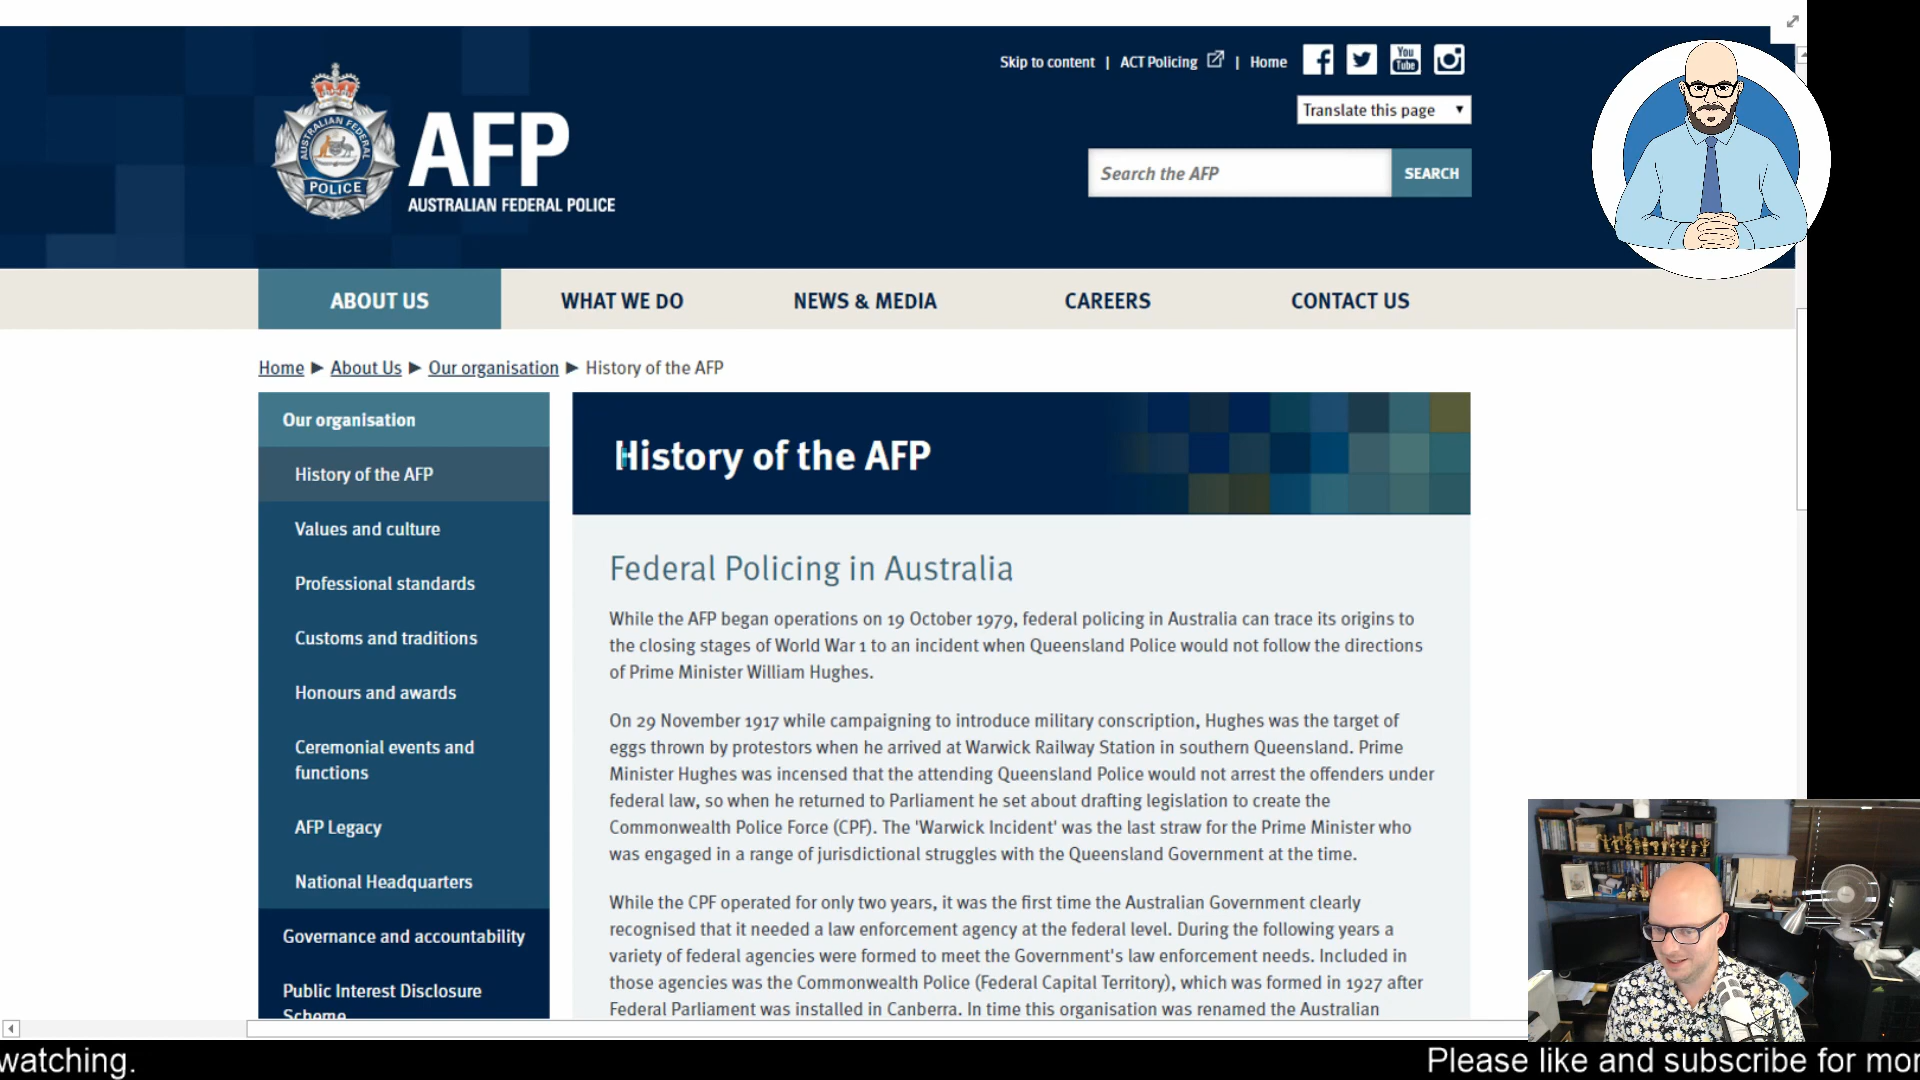 Skip to content | ACT Policing | Home
You
Tube
Translate this page
AUSTRALIAN FEDERAL
POLICE
AFP
AUSTRALIAN FEDERAL POLICE
Search the AFP
SEARCH
ABOUT US
WHAT WE DO
NEWS & MEDIA
CAREERS
CONTACT US
Home ▶ About Us ▶ Our organisation ▶ History of the AFP
Our organisation
History of the AFP
Values and culture
Professional standards
Customs and traditions
Honours and awards
Ceremonial events and
functions
AFP Legacy
National Headquarters
Governance and accountability
Public Interest Disclosure
Scheme
History of the AFP
Federal Policing in Australia
While the AFP began operations on 19 October 1979, federal policing in Australia can trace its origins to
the closing stages of World War 1 to an incident when Queensland Police would not follow the directions
of Prime Minister William Hughes.
On 29 November 1917 while campaigning to introduce military conscription, Hughes was the target of
eggs thrown by protestors when he arrived at Warwick Railway Station in southern Queensland. Prime
Minister Hughes was incensed that the attending Queensland Police would not arrest the offenders under
federal law, so when he returned to Parliament he set about drafting legislation to create the
Commonwealth Police Force (CPF). The 'Warwick Incident' was the last straw for the Prime Minister who
was engaged in a range of jurisdictional struggles with the Queensland Government at the time.
While the CPF operated for only two years, it was the first time the Australian Government clearly
recognised that it needed a law enforcement agency at the federal level. During the following years a
variety of federal agencies were formed to meet the Government's law enforcement needs. Included in
those agencies was the Commonwealth Police (Federal Capital Territory), which was formed in 1927 after
Federal Parliament was installed in Canberra. In time this organisation was renamed the Australian
watching.
Please like and subscribe for mor